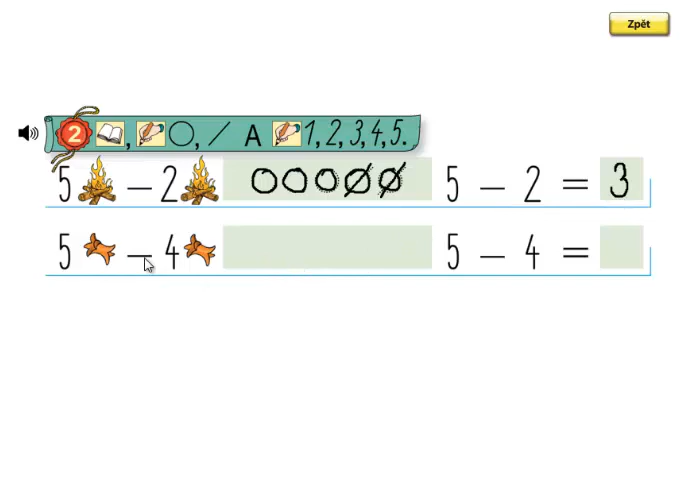 Zpět
2 , , / A 1, 2, 3, 4, 5.
5 – 2 5 – 2 = 3
5 – 4 5 – 4 =